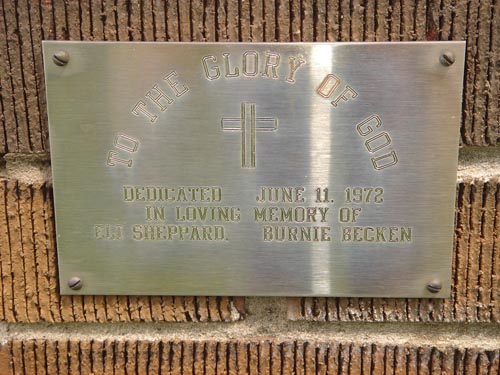 TO THE GLORY OF GOD
DEDICATED JUNE 11. 1972
IN LOVING MEMORY OF
SHEPPARD. BURNIE BECKEN